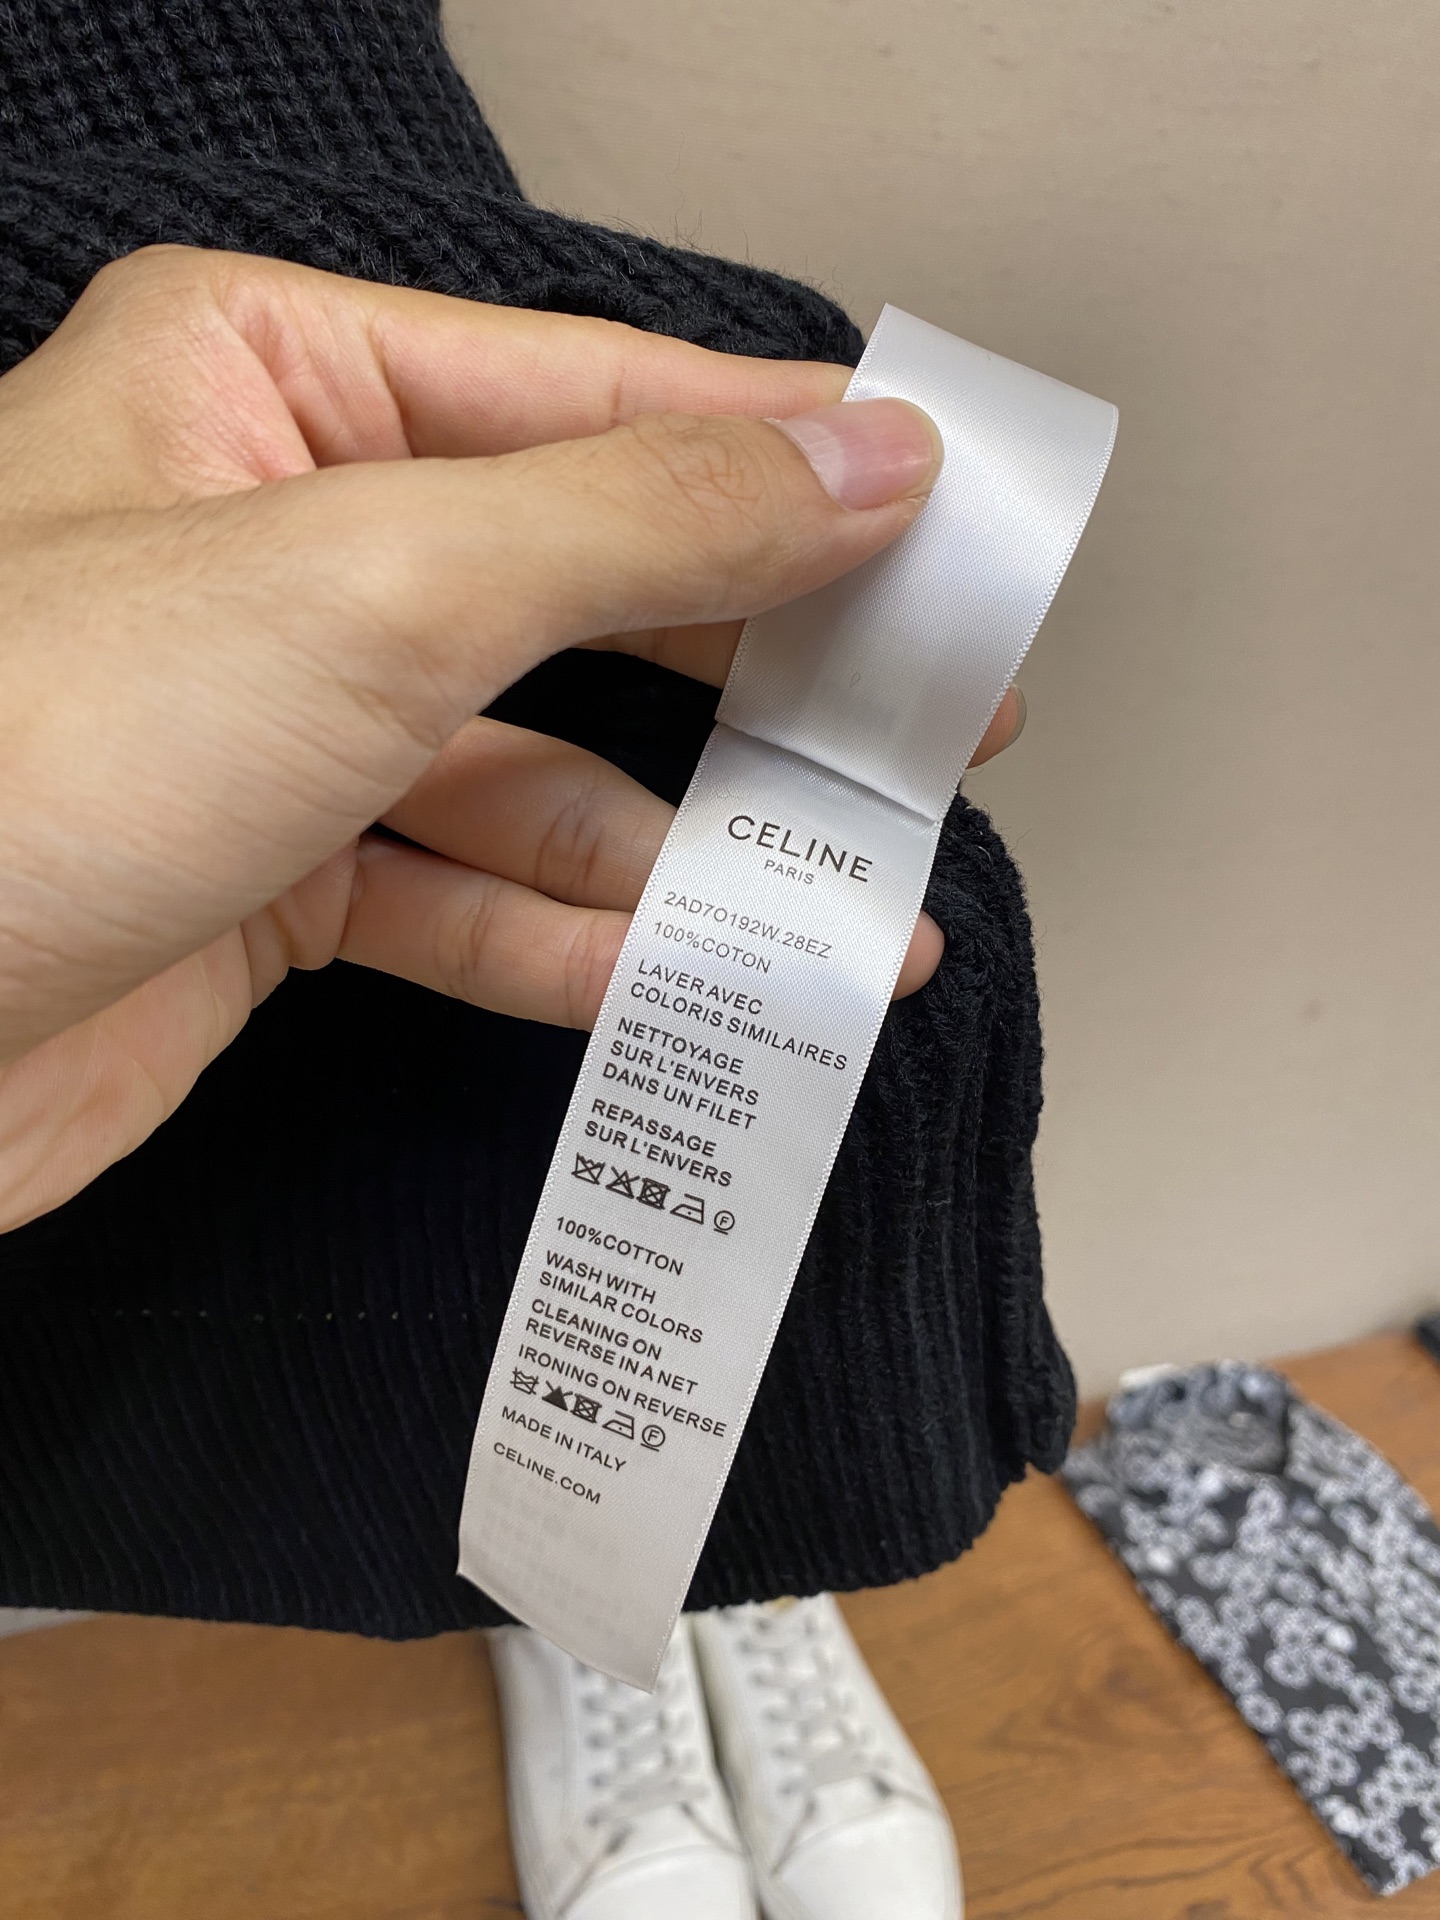 CELINE
PARIS
2AD7O192W.28EZ
100%COTON
LAVER AVEC
COLORIS SIMILAIRES
NETTOYAGE
SUR L'ENVERS
DANS UN FILET
REPASSAGE
SUR L'ENVERS
F
100%COTTON
WASH WITH
SIMILAR COLORS
CLEANING ON
REVERSE IN A NET
IRONING ON REVERSE
F
MADE IN ITALY
CELINE.COM